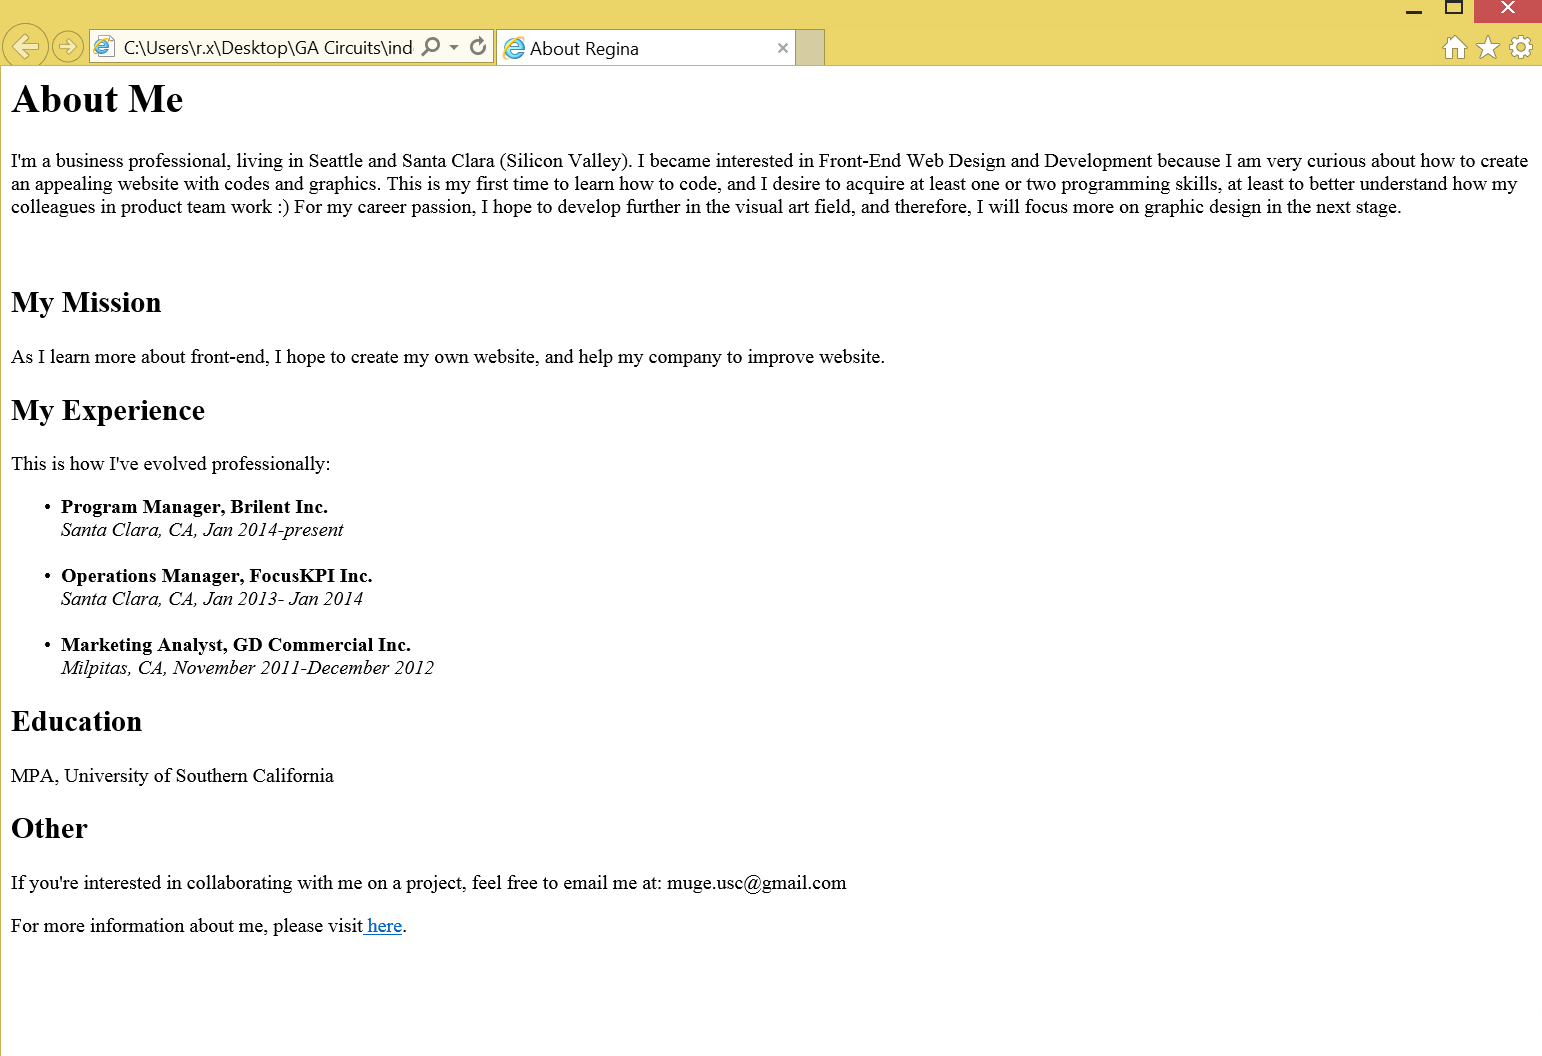 C:\Users\r.x\Desktop\GA Circuits\ind
About Regina
About Me
I'm a business professional, living in Seattle and Santa Clara (Silicon Valley). I became interested in Front-End Web Design and Development because I am very curious about how to create
an appealing website with codes and graphics. This is my first time to learn how to code, and I desire to acquire at least one or two programming skills, at least to better understand how my
colleagues in product team work :) For my career passion, I hope to develop further in the visual art field, and therefore, I will focus more on graphic design in the next stage.
My Mission
As I learn more about front-end, I hope to create my own website, and help my company to improve website.
My Experience
This is how I've evolved professionally:
• Program Manager, Brilent Inc.
Santa Clara, CA, Jan 2014-present
• Operations Manager, FocusKPI Inc.
Santa Clara, CA, Jan 2013- Jan 2014
• Marketing Analyst, GD Commercial Inc.
Milpitas, CA, November 2011-December 2012
Education
MPA, University of Southern California
Other
If you're interested in collaborating with me on a project, feel free to email me at: muge.usc@gmail.com
For more information about me, please visit here.